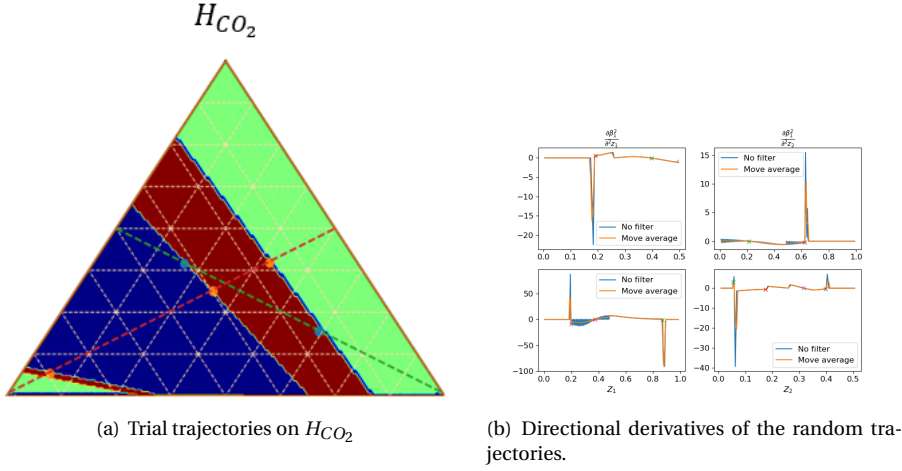 H_{CO_2}
∂β_1^2 / ∂^2 z_1
∂β_1^2 / ∂^2 z_2
0
−5
−10
−15
−20
No filter
Move average
0.0 0.1 0.2 0.3 0.4 0.5
15
10
5
0
No filter
Move average
0.0 0.2 0.4 0.6 0.8 1.0
50
0
−50
−100
No filter
Move average
0.0 0.2 0.4 0.6 0.8 1.0
Z_1
0
−10
−20
−30
−40
No filter
Move average
0.0 0.1 0.2 0.3 0.4 0.5
Z_2
(a) Trial trajectories on H_{CO_2}
(b) Directional derivatives of the random tra-
jectories.